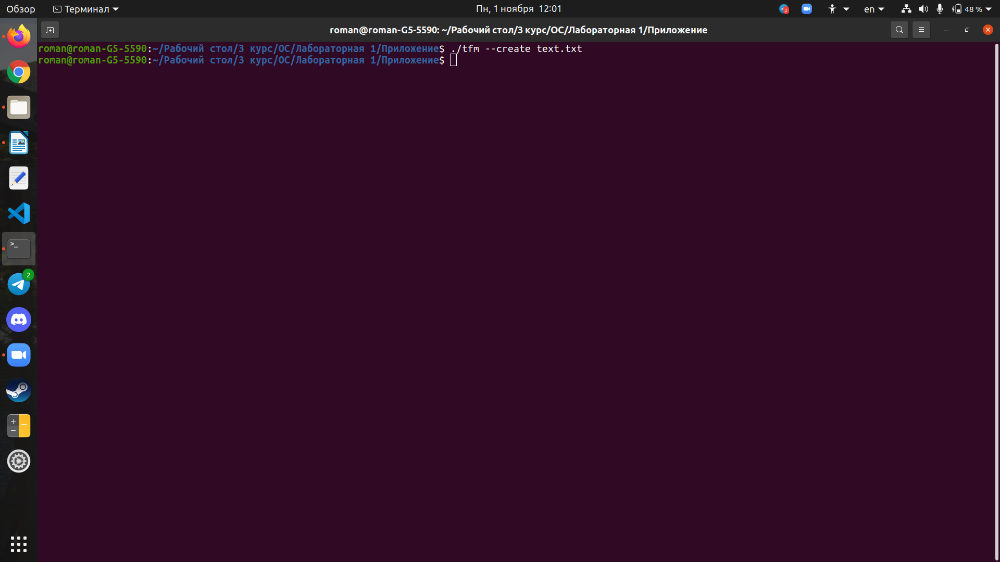 Обзор Терминал Пн, 1 ноября 12:01 2 en 48 %
roman@roman-G5-5590: ~/Рабочий стол/3 курс/ОС/Лабораторная 1/Приложение
roman@roman-G5-5590:~/Рабочий стол/3 курс/ОС/Лабораторная 1/Приложение$ ./tfm --create text.txt
roman@roman-G5-5590:~/Рабочий стол/3 курс/ОС/Лабораторная 1/Приложение$
>_
2